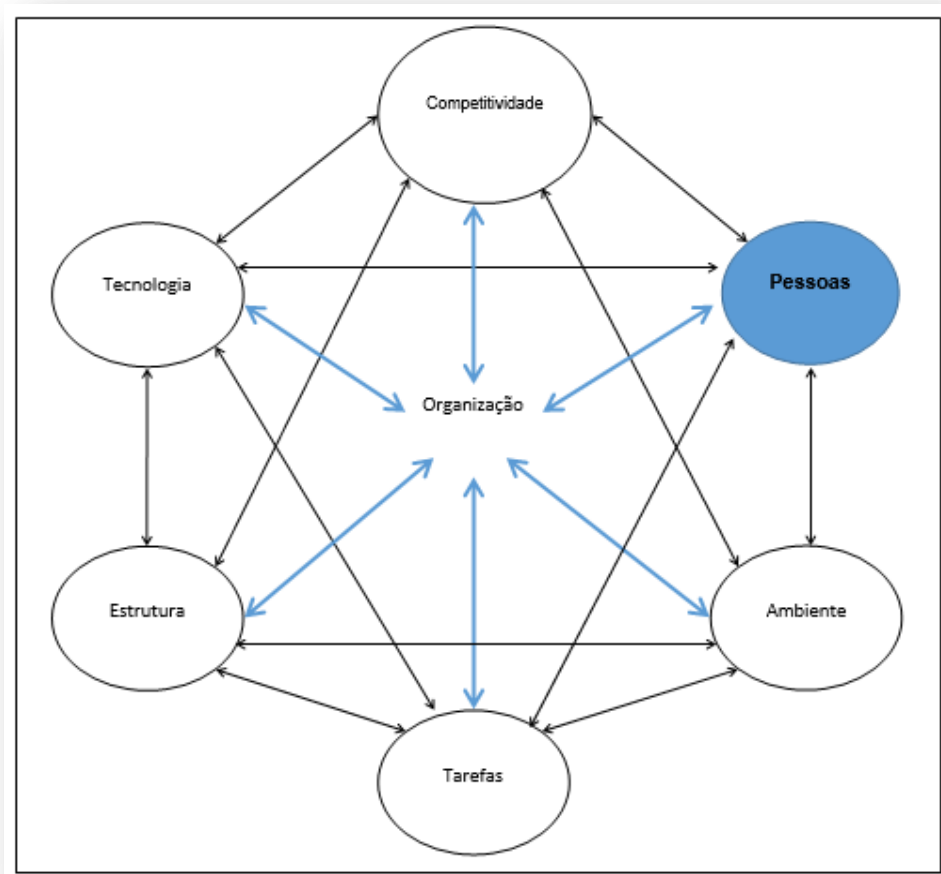 Competitividade
Tecnologia
Pessoas
Organização
Estrutura
Ambiente
Tarefas